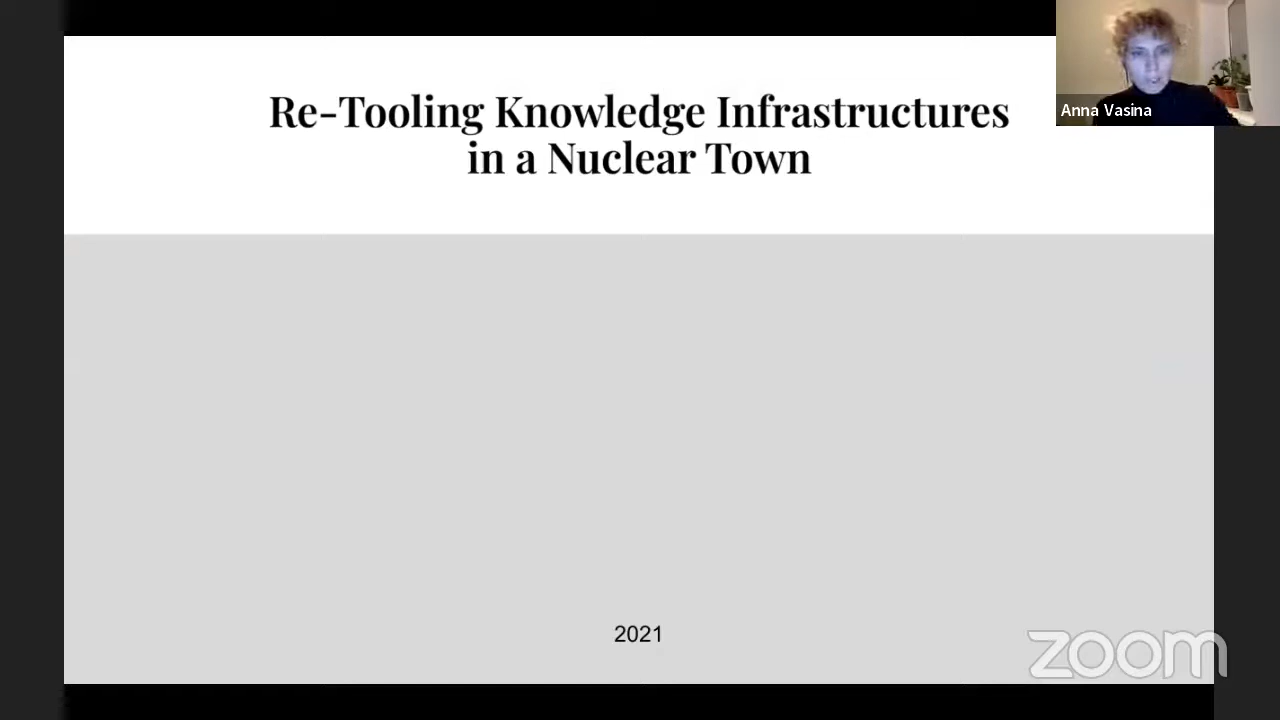 Re-Tooling Knowledge Infrastructures
in a Nuclear Town
Anna Vasina
2021
zoom